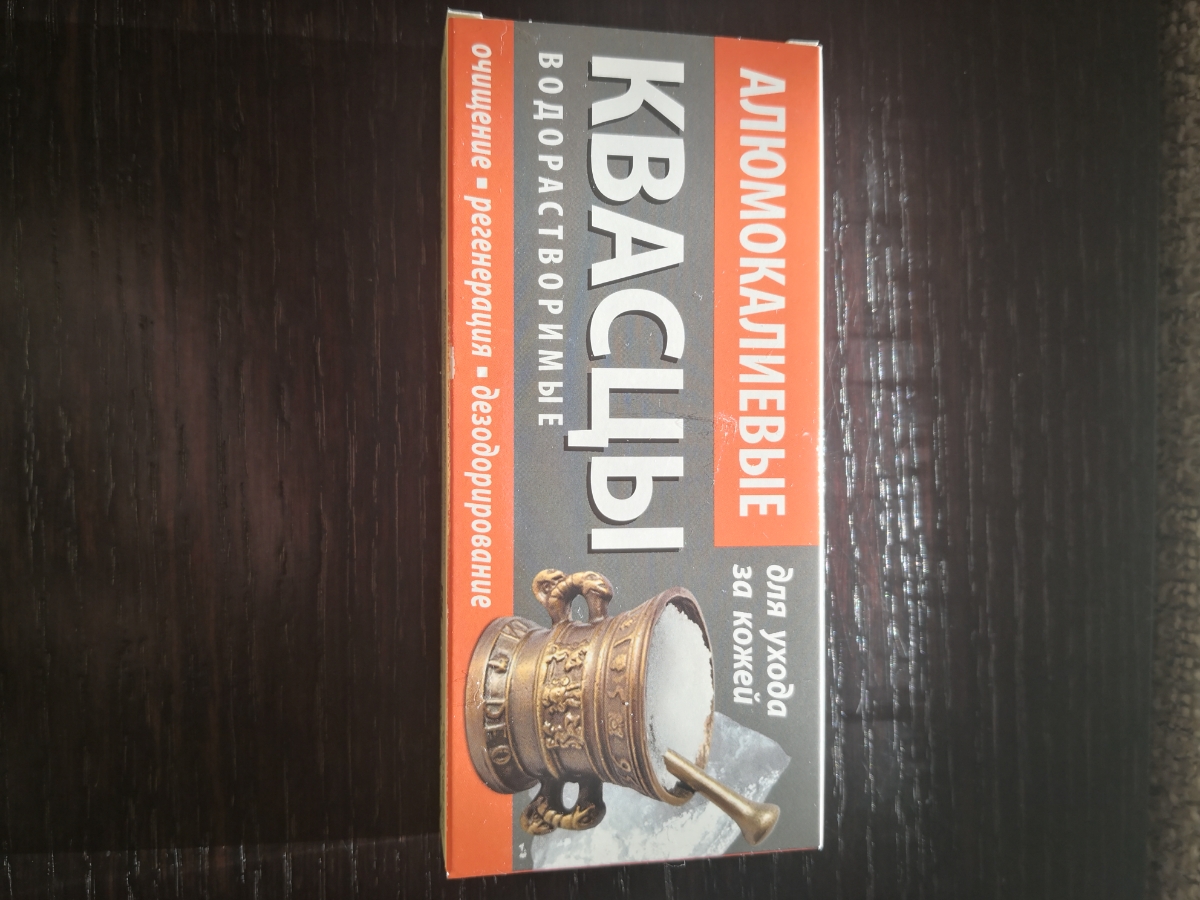 АЛЮМОКАЛИЕВЫЕ
для ухода
за кожей
КВАСЦЫ
ВОДОРАСТВОРИМЫЕ
очищение ▪ регенерация ▪ дезодорирование